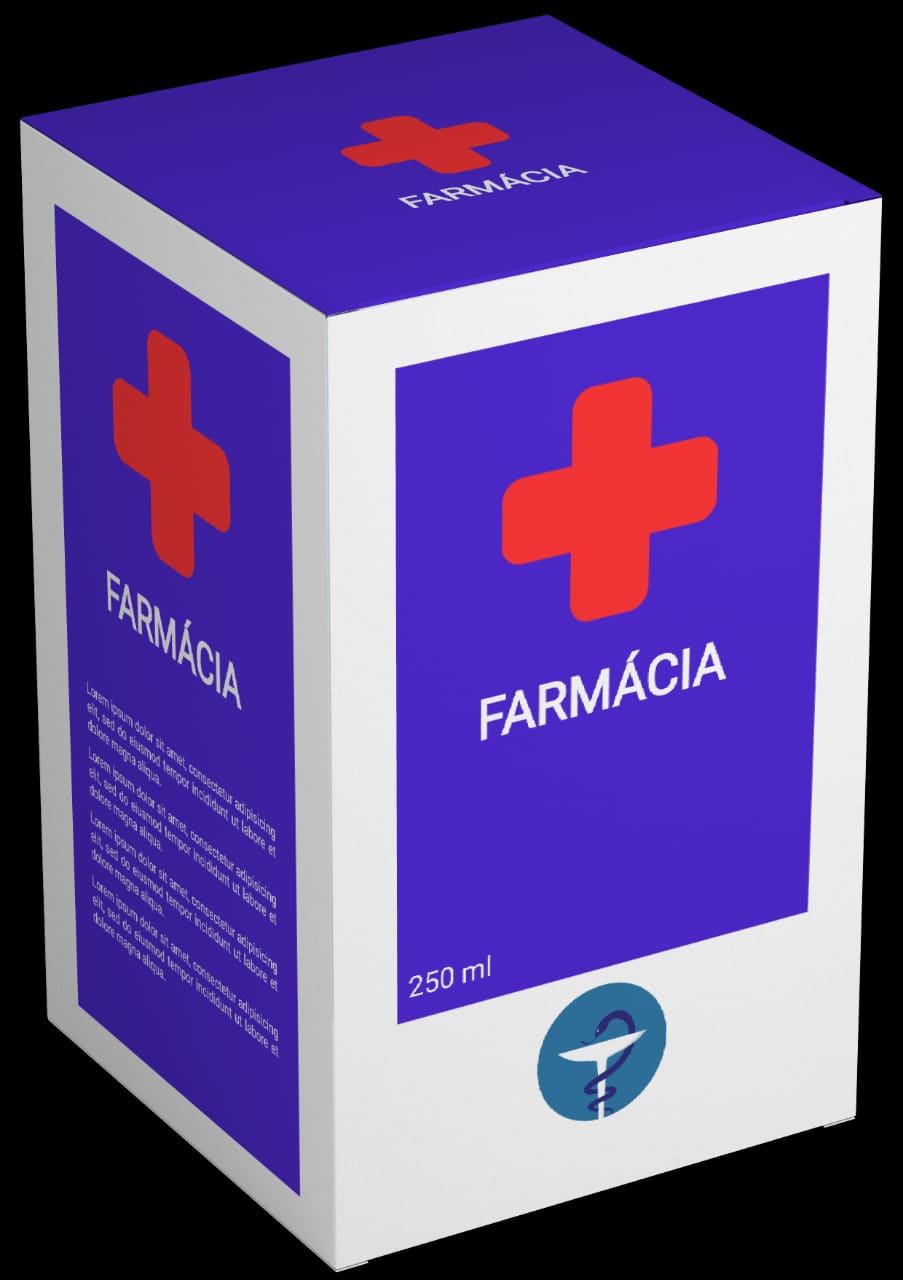 FARMÁCIA
FARMÁCIA
Lorem ipsum dolor sit amet, consectetur adipisicing
elit, sed do eiusmod tempor incididunt ut labore et
dolore magna aliqua.
Lorem ipsum dolor sit amet, consectetur adipisicing
elit, sed do eiusmod tempor incididunt ut labore et
dolore magna aliqua.
Lorem ipsum dolor sit amet, consectetur adipisicing
elit, sed do eiusmod tempor incididunt ut labore et
dolore magna aliqua.
Lorem ipsum dolor sit amet, consectetur adipisicing
elit, sed do eiusmod tempor incididunt ut labore et
dolore magna aliqua.
FARMÁCIA
250 ml